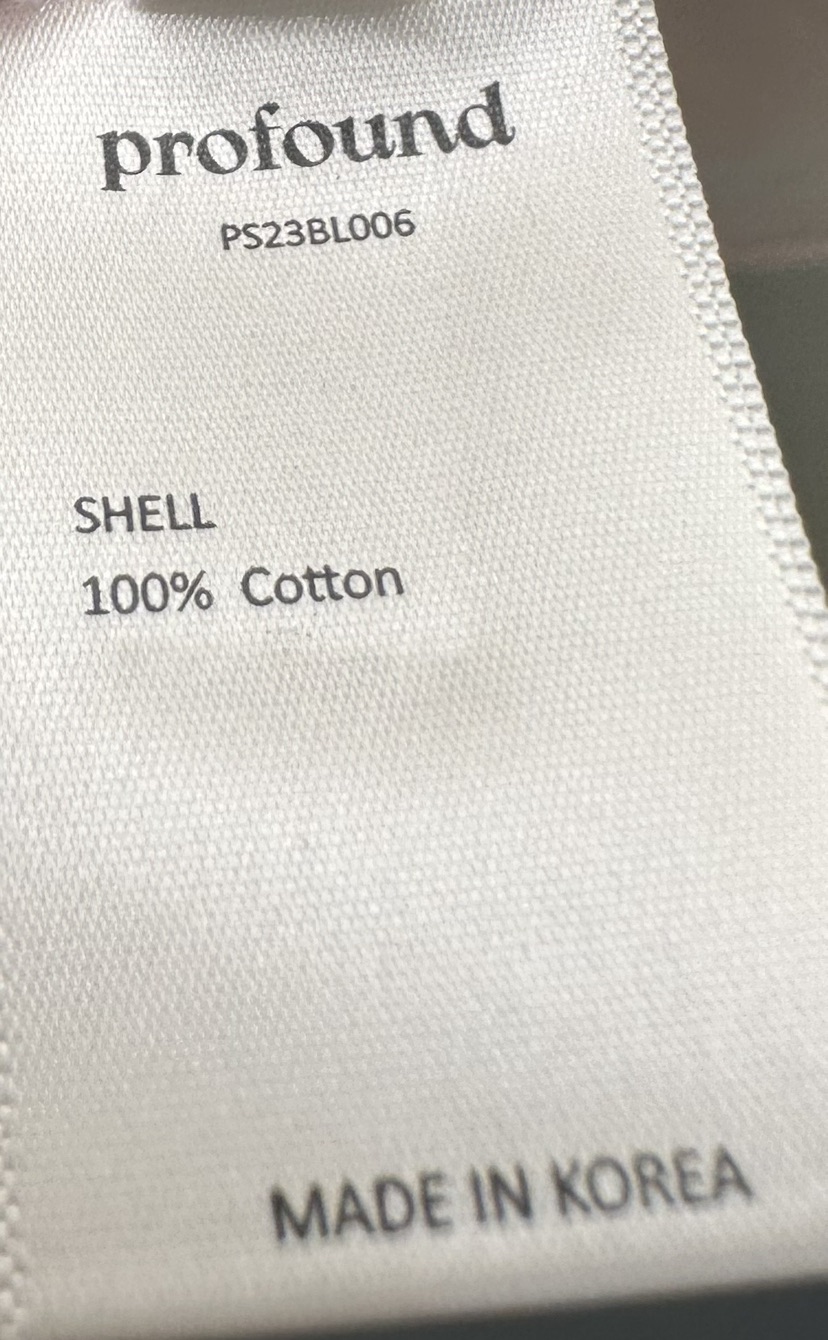 profound
PS23BL006
SHELL
100% Cotton
MADE IN KOREA